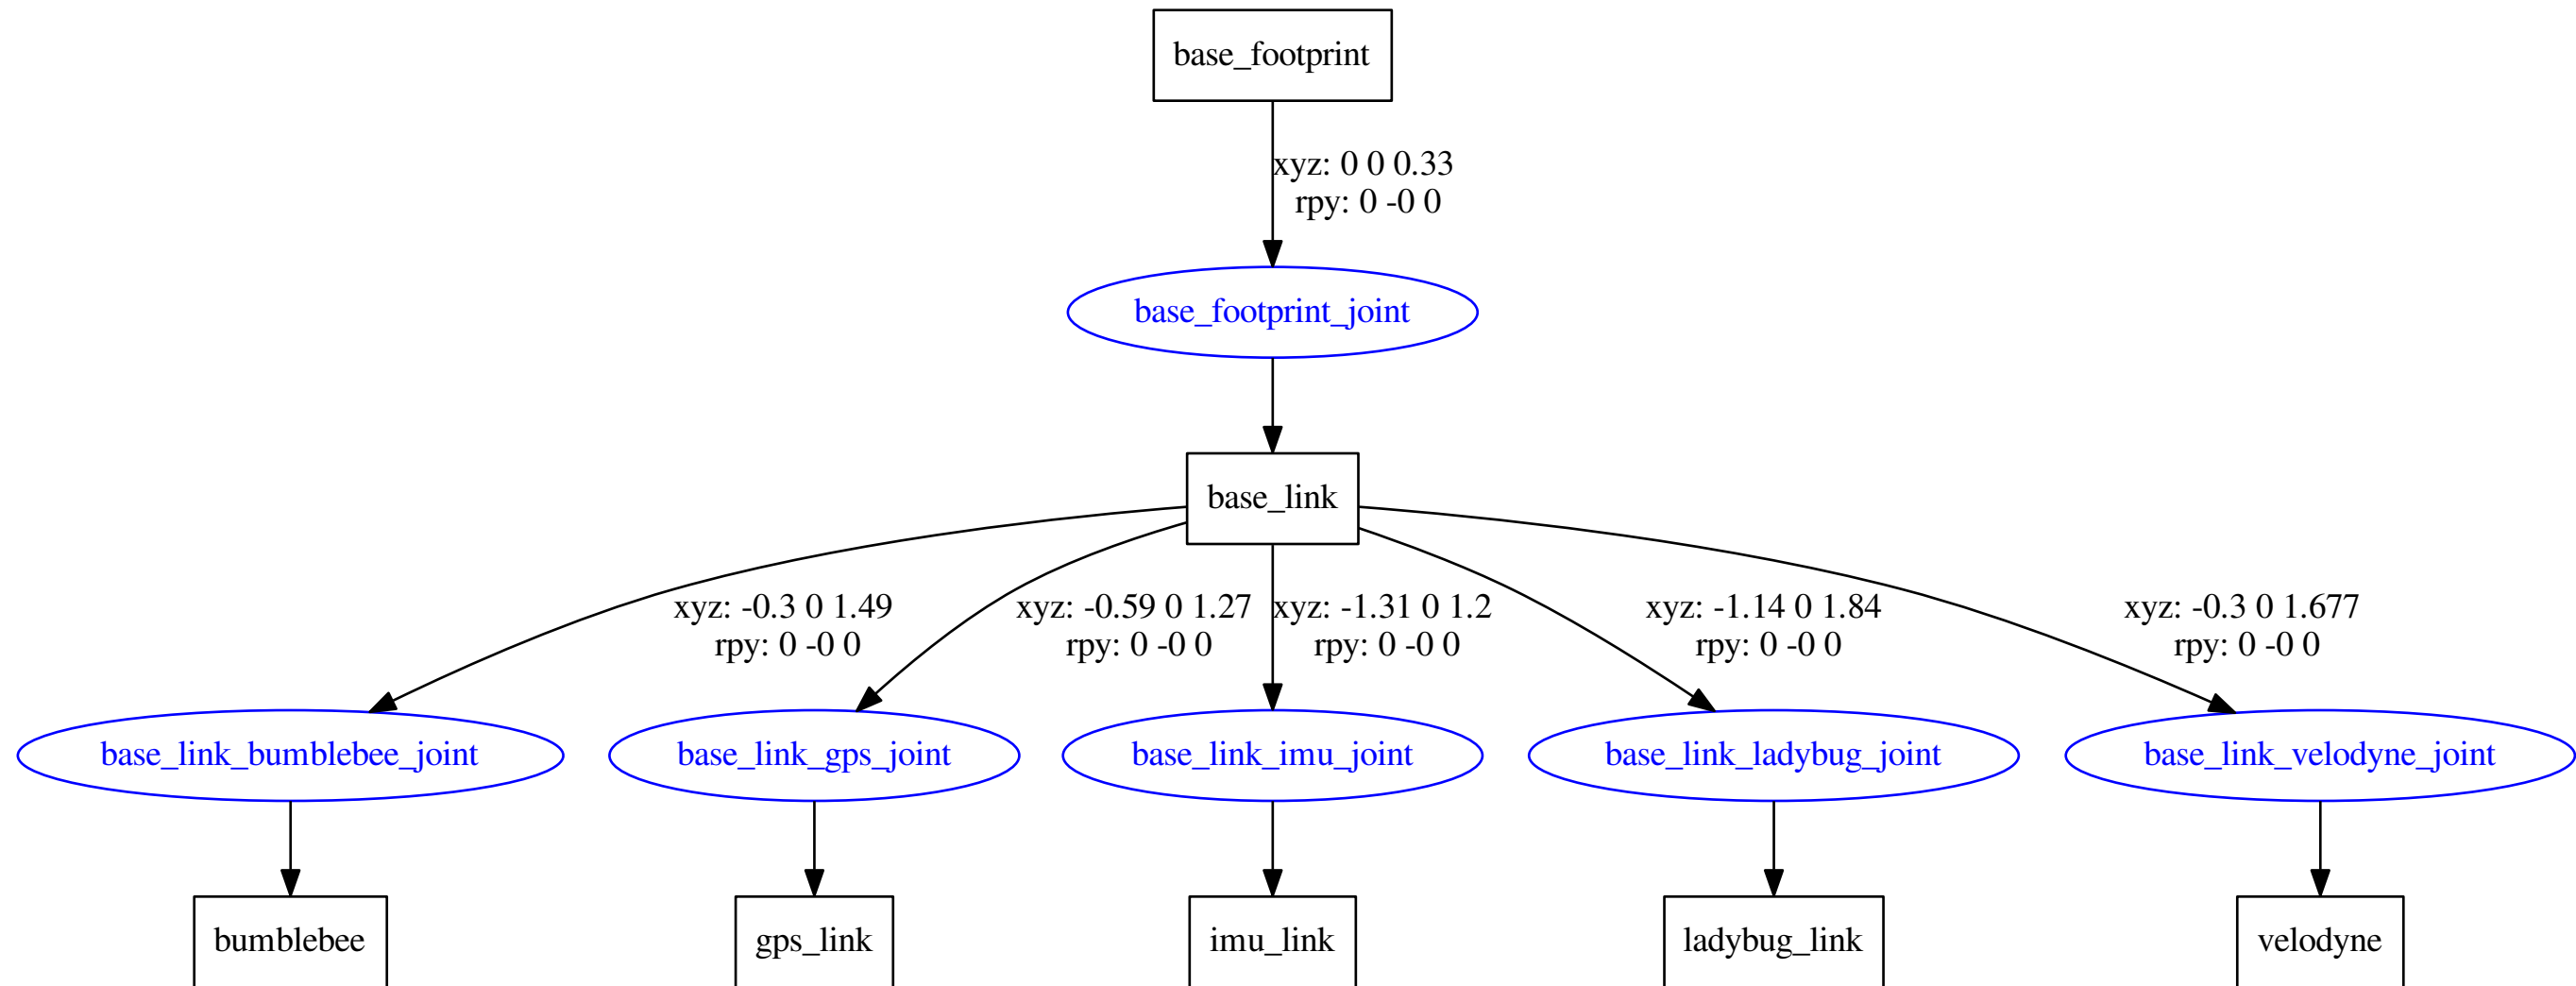 base_footprint
xyz: 0 0 0.33
rpy: 0 -0 0
base_footprint_joint
base_link
xyz: -0.3 0 1.49
rpy: 0 -0 0
xyz: -0.59 0 1.27
rpy: 0 -0 0
xyz: -1.31 0 1.2
rpy: 0 -0 0
xyz: -1.14 0 1.84
rpy: 0 -0 0
xyz: -0.3 0 1.677
rpy: 0 -0 0
base_link_bumblebee_joint
base_link_gps_joint
base_link_imu_joint
base_link_ladybug_joint
base_link_velodyne_joint
bumblebee
gps_link
imu_link
ladybug_link
velodyne